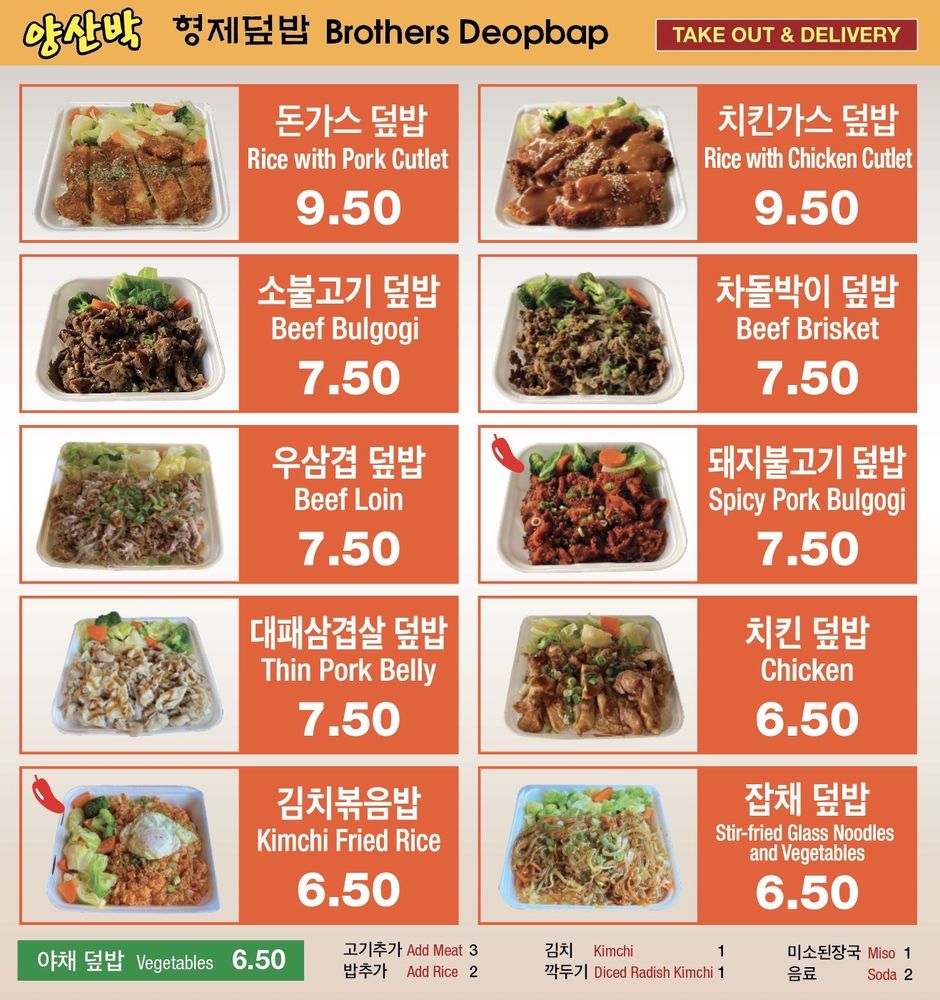 양산박 형제덮밥 Brothers Deopbap TAKE OUT & DELIVERY
돈가스 덮밥
Rice with Pork Cutlet
9.50
치킨가스 덮밥
Rice with Chicken Cutlet
9.50
소불고기 덮밥
Beef Bulgogi
7.50
차돌박이 덮밥
Beef Brisket
7.50
우삼겹 덮밥
Beef Loin
7.50
돼지불고기 덮밥
Spicy Pork Bulgogi
7.50
대패삼겹살 덮밥
Thin Pork Belly
7.50
치킨 덮밥
Chicken
6.50
김치볶음밥
Kimchi Fried Rice
6.50
잡채 덮밥
Stir-fried Glass Noodles
and Vegetables
6.50
야채 덮밥 Vegetables 6.50
고기추가 Add Meat 3
밥추가 Add Rice 2
김치 Kimchi 1
깍두기 Diced Radish Kimchi 1
미소된장국 Miso 1
음료 Soda 2